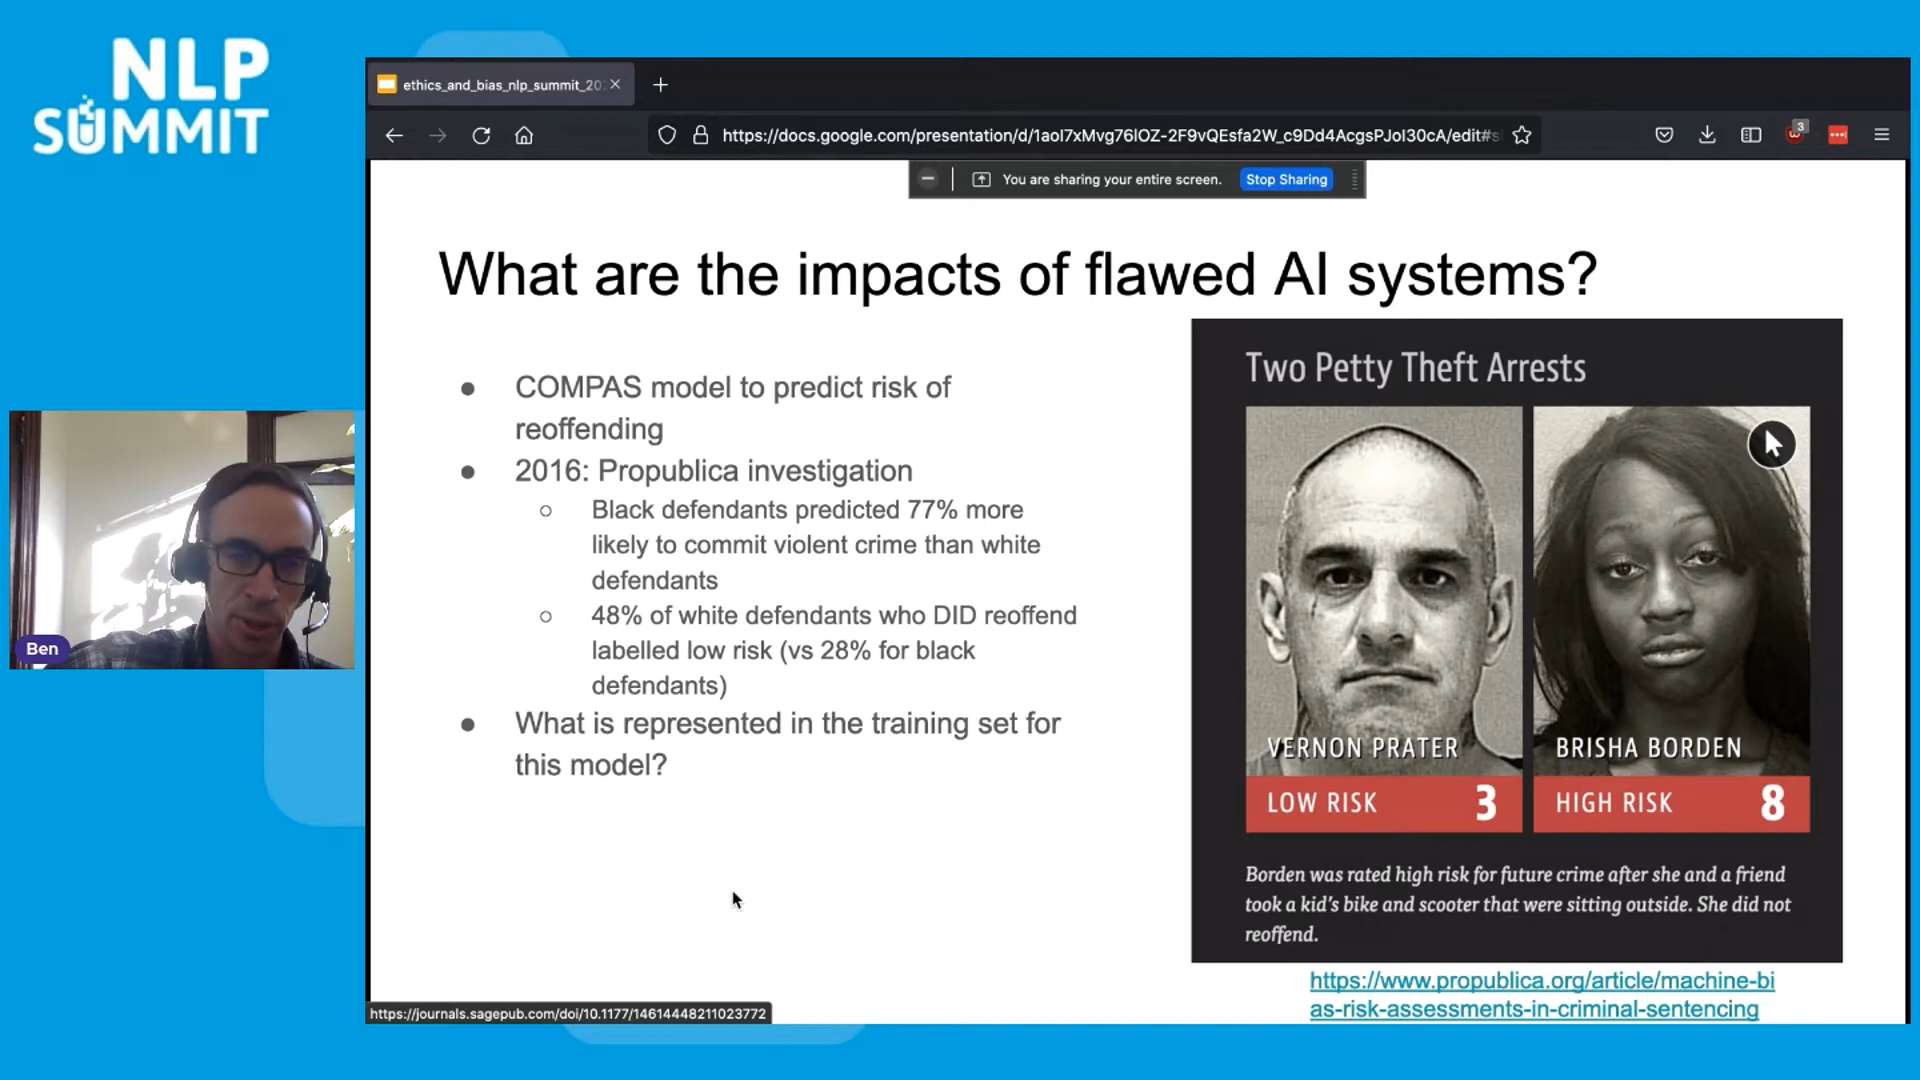 NLP
SUMMIT
ethics_and_bias_nlp_summit_20
https://docs.google.com/presentation/d/1aoI7xMvg76lOZ-2F9vQEsfa2W_c9Dd4AcgsPJoI30cA/edit#s
3
You are sharing your entire screen.
Stop Sharing
What are the impacts of flawed AI systems?
● COMPAS model to predict risk of
reoffending
● 2016: Propublica investigation
○ Black defendants predicted 77% more
likely to commit violent crime than white
defendants
○ 48% of white defendants who DID reoffend
labelled low risk (vs 28% for black
defendants)
● What is represented in the training set for
this model?
Two Petty Theft Arrests
VERNON PRATER
LOW RISK 3
BRISHA BORDEN
HIGH RISK 8
Borden was rated high risk for future crime after she and a friend
took a kid's bike and scooter that were sitting outside. She did not
reoffend.
https://www.propublica.org/article/machine-bi
as-risk-assessments-in-criminal-sentencing
Ben
https://journals.sagepub.com/doi/10.1177/14614448211023772